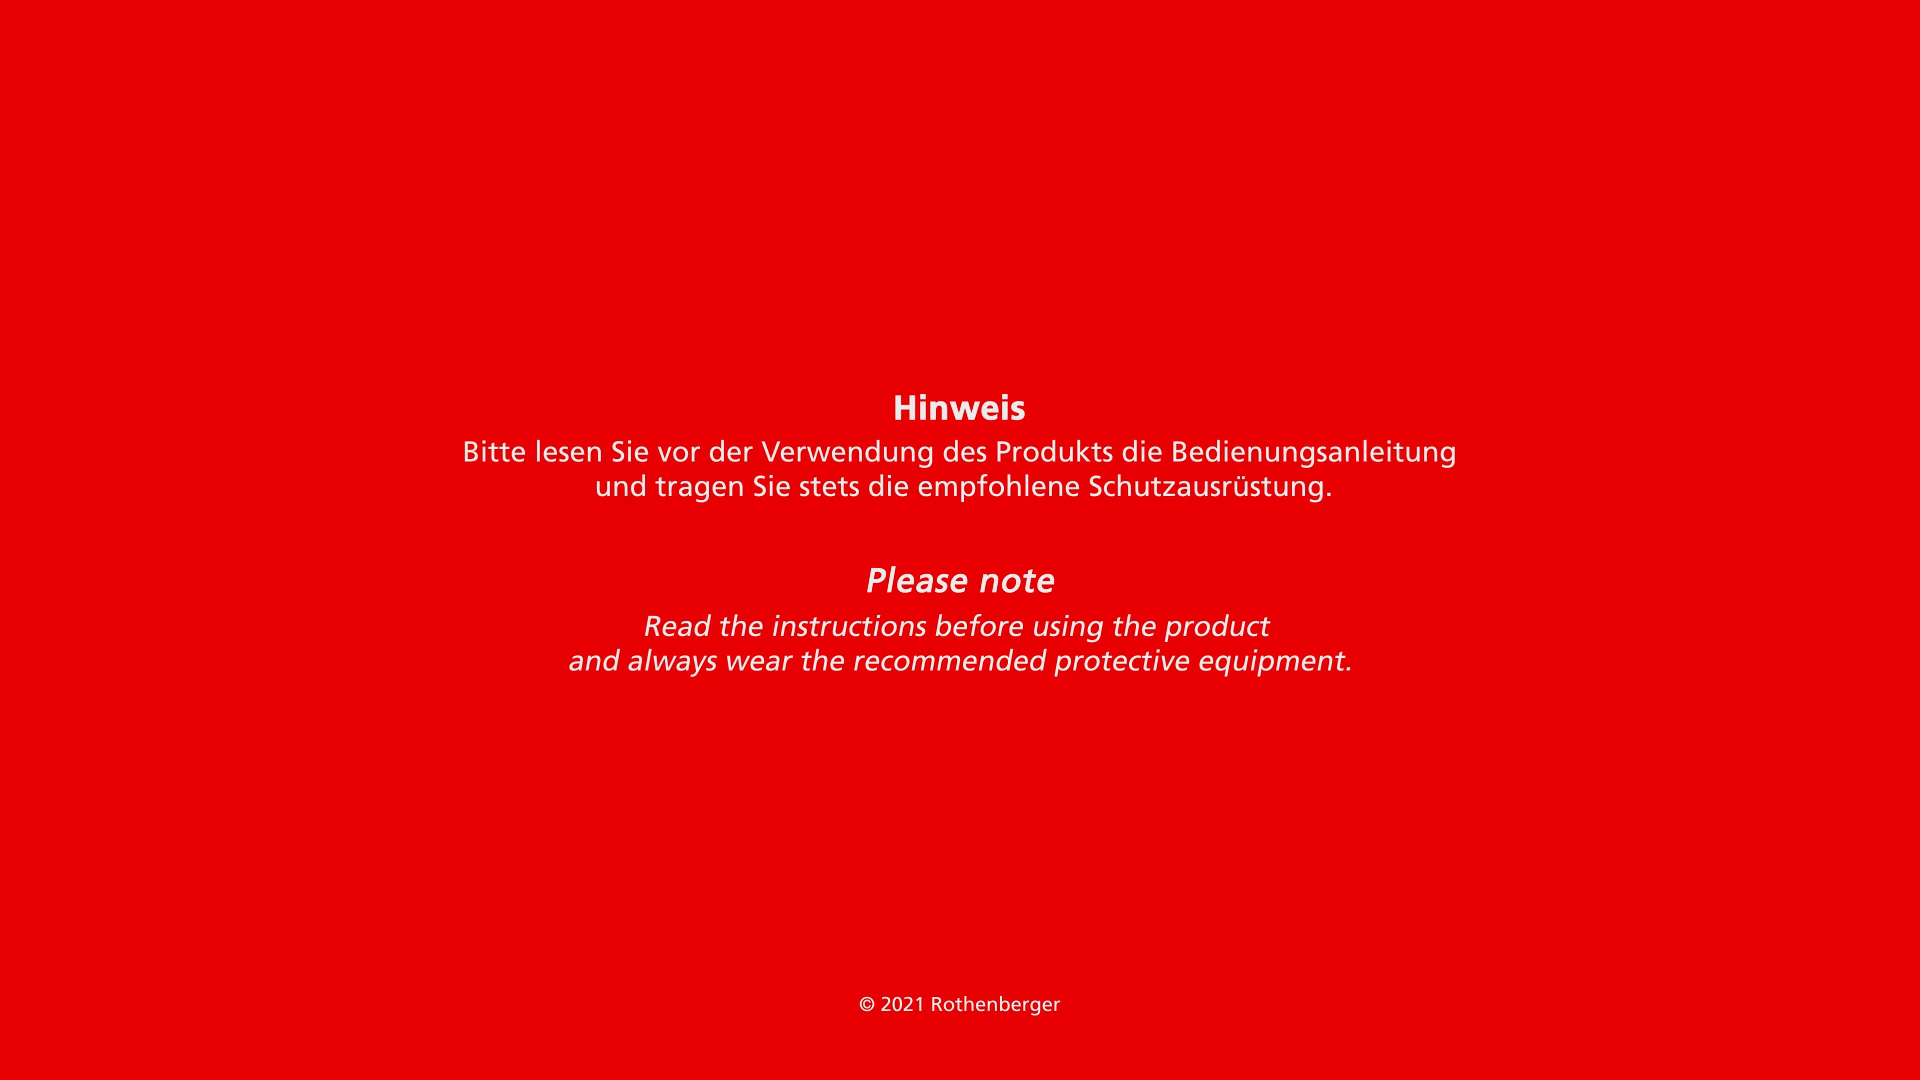 Hinweis
Bitte lesen Sie vor der Verwendung des Produkts die Bedienungsanleitung
und tragen Sie stets die empfohlene Schutzausrüstung.
Please note
Read the instructions before using the product
and always wear the recommended protective equipment.
© 2021 Rothenberger